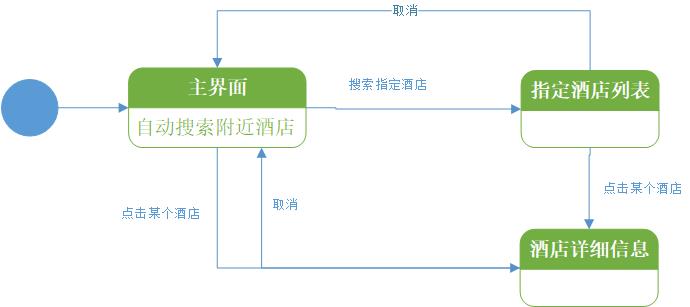 取消
主界面
自动搜索附近酒店
搜索指定酒店
指定酒店列表
点击某个酒店
取消
点击某个酒店
酒店详细信息